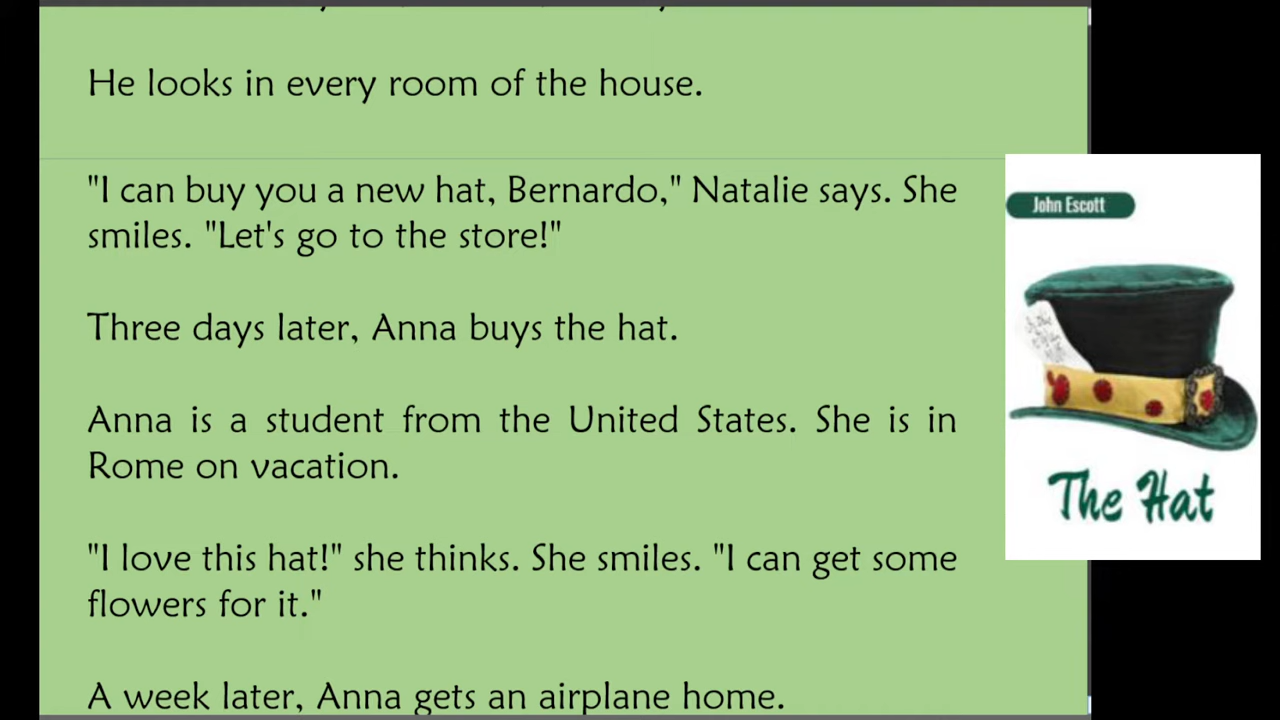 He looks in every room of the house.
"I can buy you a new hat, Bernardo," Natalie says. She
smiles. "Let's go to the store!"
Three days later, Anna buys the hat.
Anna is a student from the United States. She is in
Rome on vacation.
"I love this hat!" she thinks. She smiles. "I can get some
flowers for it."
A week later, Anna gets an airplane home.
John Escott
The Hat